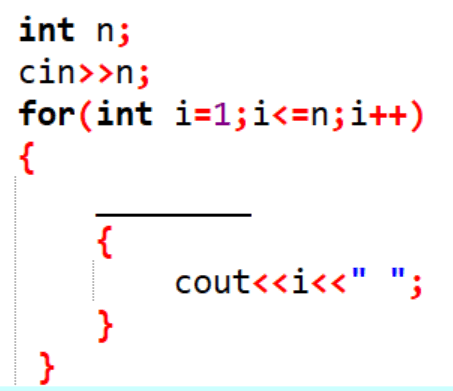 int n;
cin>>n;
for(int i=1;i<=n;i++)
{
________
{
cout<<i<<" ";
}
}